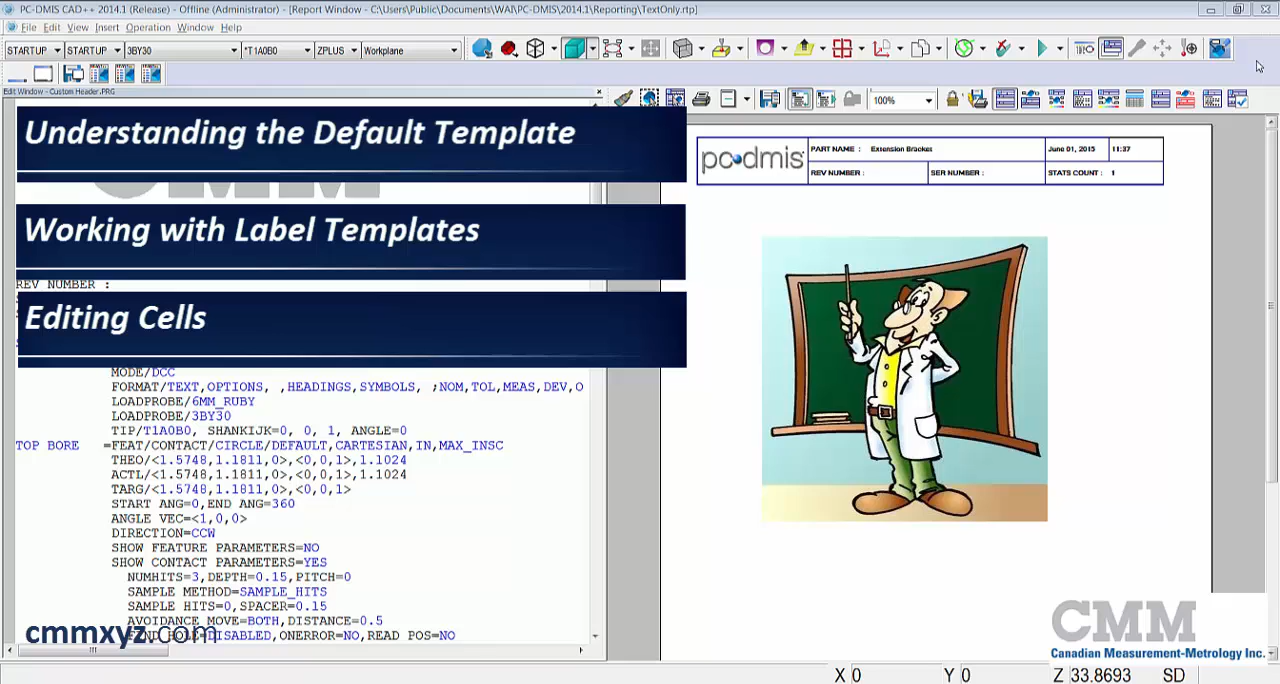 PC-DMIS CAD++ 2014.1 (Release) - Offline (Administrator) - [Report Window - C:\Users\Public\Documents\WAI\PC-DMIS\2014.1\Reporting\TextOnly.rtp]
File Edit View Insert Operation Window Help
STARTUP STARTUP 3BY30 *T1A0B0 ZPLUS Workplane
Edit Window - Custom Header.PRG
100%
Understanding the Default Template
Working with Label Templates
REV NUMBER :
Editing Cells
MODE/DCC
FORMAT/TEXT,OPTIONS, ,HEADINGS,SYMBOLS, ;NOM,TOL,MEAS,DEV,O
LOADPROBE/6MM_RUBY
LOADPROBE/3BY30
TIP/T1A0B0, SHANKIJK=0, 0, 1, ANGLE=0
TOP BORE =FEAT/CONTACT/CIRCLE/DEFAULT,CARTESIAN,IN,MAX_INSC
THEO/<1.5748,1.1811,0>,<0,0,1>,1.1024
ACTL/<1.5748,1.1811,0>,<0,0,1>,1.1024
TARG/<1.5748,1.1811,0>,<0,0,1>
START ANG=0,END ANG=360
ANGLE VEC=<1,0,0>
DIRECTION=CCW
SHOW FEATURE PARAMETERS=NO
SHOW CONTACT PARAMETERS=YES
NUMHITS=3,DEPTH=0.15,PITCH=0
SAMPLE METHOD=SAMPLE_HITS
SAMPLE HITS=0,SPACER=0.15
AVOIDANCE MOVE=BOTH,DISTANCE=0.5
FIND HOLE=DISABLED,ONERROR=NO,READ POS=NO
cmmxyz.com
pc-dmis
PART NAME : Extension Bracket June 01, 2015 11:37
REV NUMBER : SER NUMBER : STATS COUNT : 1
CMM
Canadian Measurement-Metrology Inc.
X 0 Y 0 Z 33.8693 SD